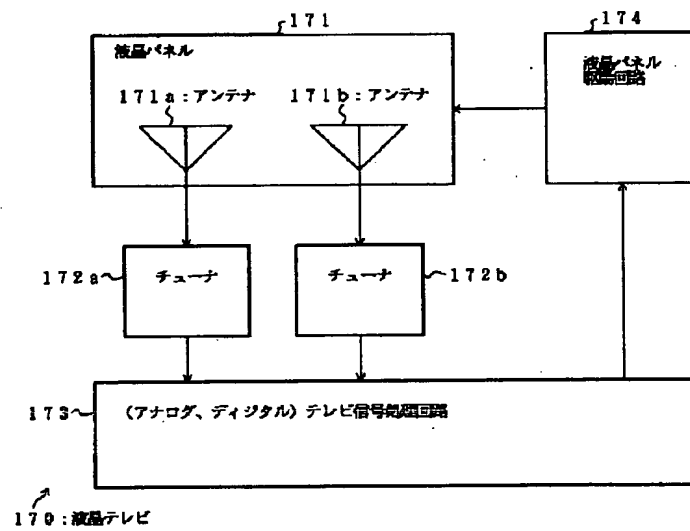 171
174
液晶パネル
液晶パネル
駆動回路
171a:アンテナ
171b:アンテナ
172a
チューナ
チューナ
172b
173
(アナログ、ディジタル)テレビ信号処理回路
170:液晶テレビ